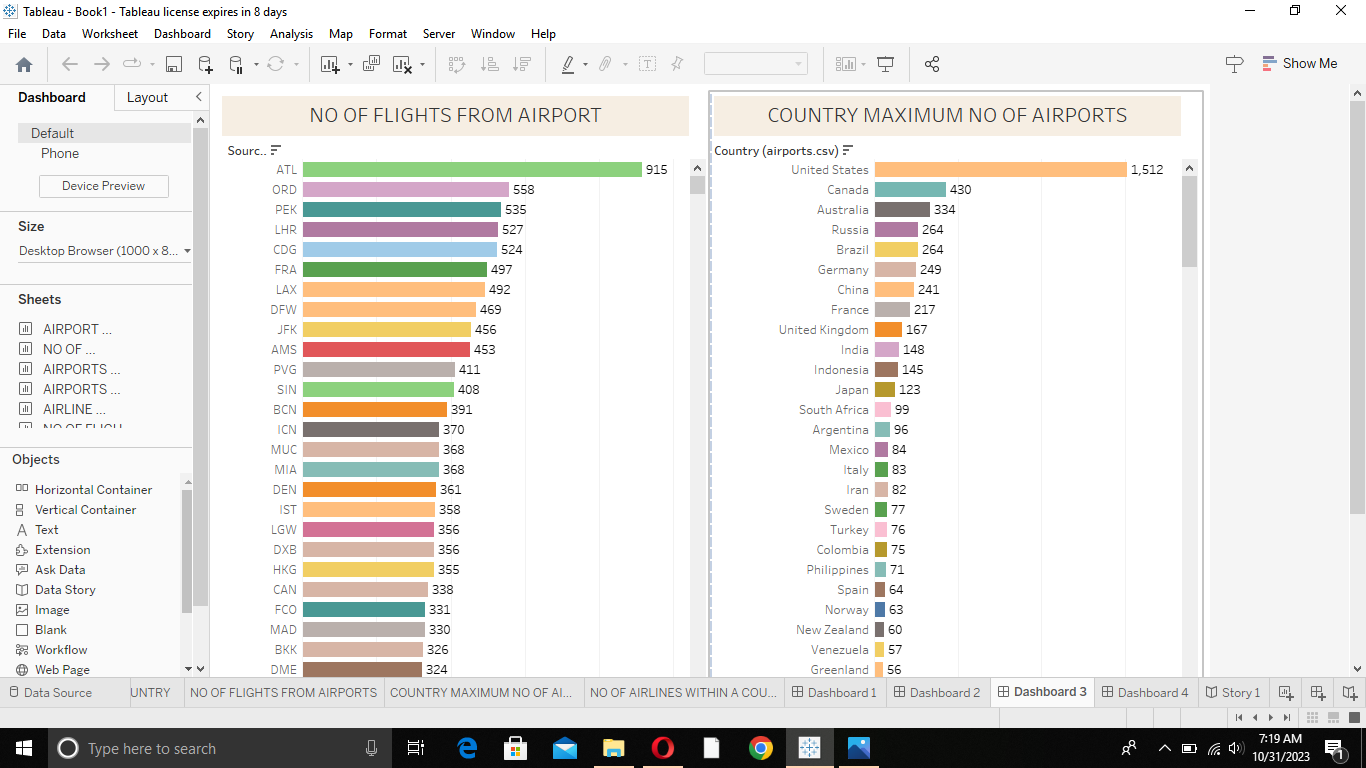 Tableau - Book1 - Tableau license expires in 8 days
File Data Worksheet Dashboard Story Analysis Map Format Server Window Help
Show Me
Dashboard Layout
Default
Phone
Device Preview
Size
Desktop Browser (1000 x 8...
Sheets
AIRPORT ...
NO OF ...
AIRPORTS ...
AIRPORTS ...
AIRLINE ...
NO OF FLIGH
Objects
Horizontal Container
Vertical Container
Text
Extension
Ask Data
Data Story
Image
Blank
Workflow
Web Page
NO OF FLIGHTS FROM AIRPORT
Sourc..
ATL 915
ORD 558
PEK 535
LHR 527
CDG 524
FRA 497
LAX 492
DFW 469
JFK 456
AMS 453
PVG 411
SIN 408
BCN 391
ICN 370
MUC 368
MIA 368
DEN 361
IST 358
LGW 356
DXB 356
HKG 355
CAN 338
FCO 331
MAD 330
BKK 326
DME 324
COUNTRY MAXIMUM NO OF AIRPORTS
Country (airports.csv)
United States 1,512
Canada 430
Australia 334
Russia 264
Brazil 264
Germany 249
China 241
France 217
United Kingdom 167
India 148
Indonesia 145
Japan 123
South Africa 99
Argentina 96
Mexico 84
Italy 83
Iran 82
Sweden 77
Turkey 76
Colombia 75
Philippines 71
Spain 64
Norway 63
New Zealand 60
Venezuela 57
Greenland 56
Data Source UNTRY NO OF FLIGHTS FROM AIRPORTS COUNTRY MAXIMUM NO OF AI... NO OF AIRLINES WITHIN A COU... Dashboard 1 Dashboard 2 Dashboard 3 Dashboard 4 Story 1
Type here to search
7:19 AM
10/31/2023
1